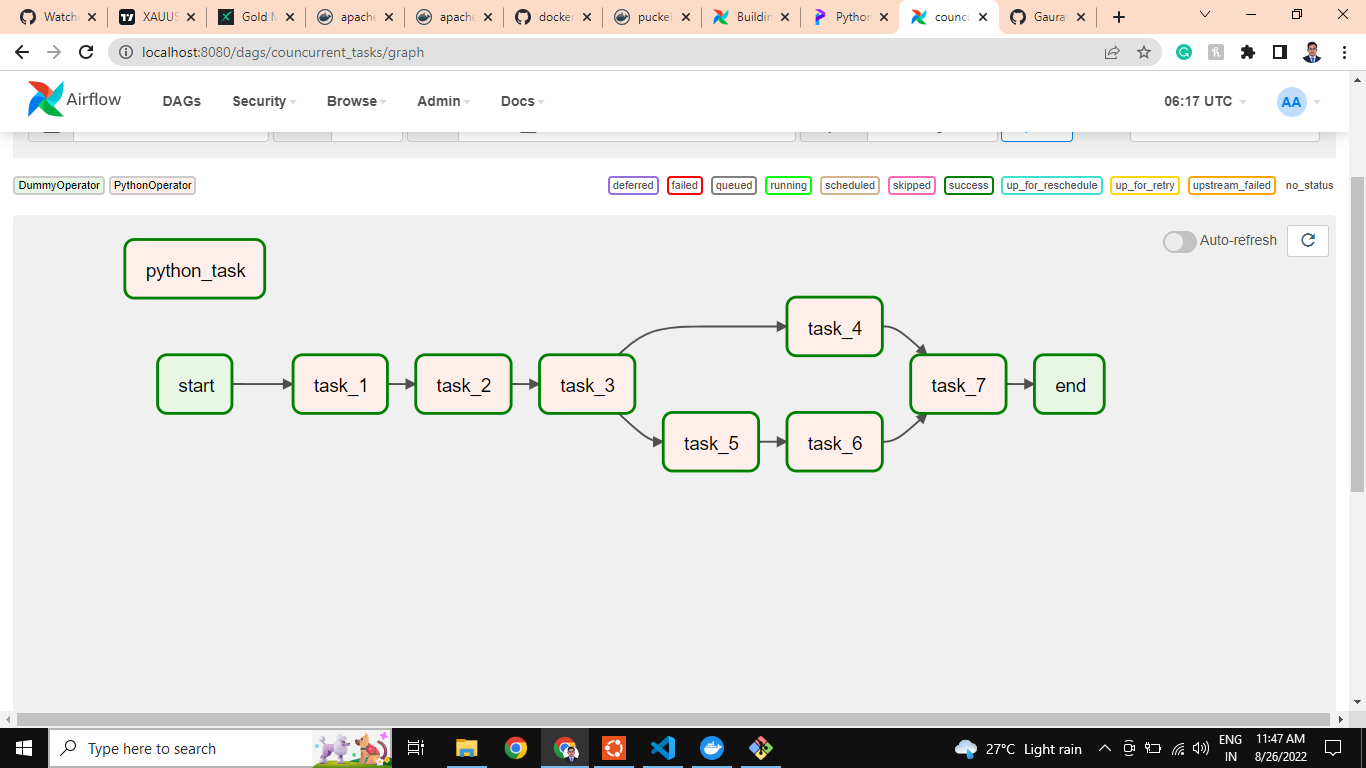 Watch
XAUUS
Gold M
apache
apache
docker
puckel
Buildin
Python
councu
Gaurav
localhost:8080/dags/councurrent_tasks/graph
Airflow DAGs Security Browse Admin Docs 06:17 UTC AA
DummyOperator PythonOperator deferred failed queued running scheduled skipped success up_for_reschedule up_for_retry upstream_failed no_status
Auto-refresh
python_task
task_4
start task_1 task_2 task_3 task_7 end
task_5 task_6
Type here to search
27°C Light rain
ENG
IN
11:47 AM
8/26/2022